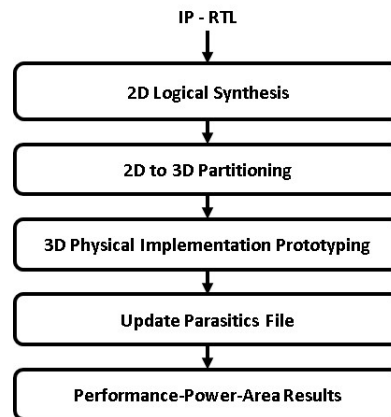 IP - RTL
2D Logical Synthesis
2D to 3D Partitioning
3D Physical Implementation Prototyping
Update Parasitics File
Performance-Power-Area Results